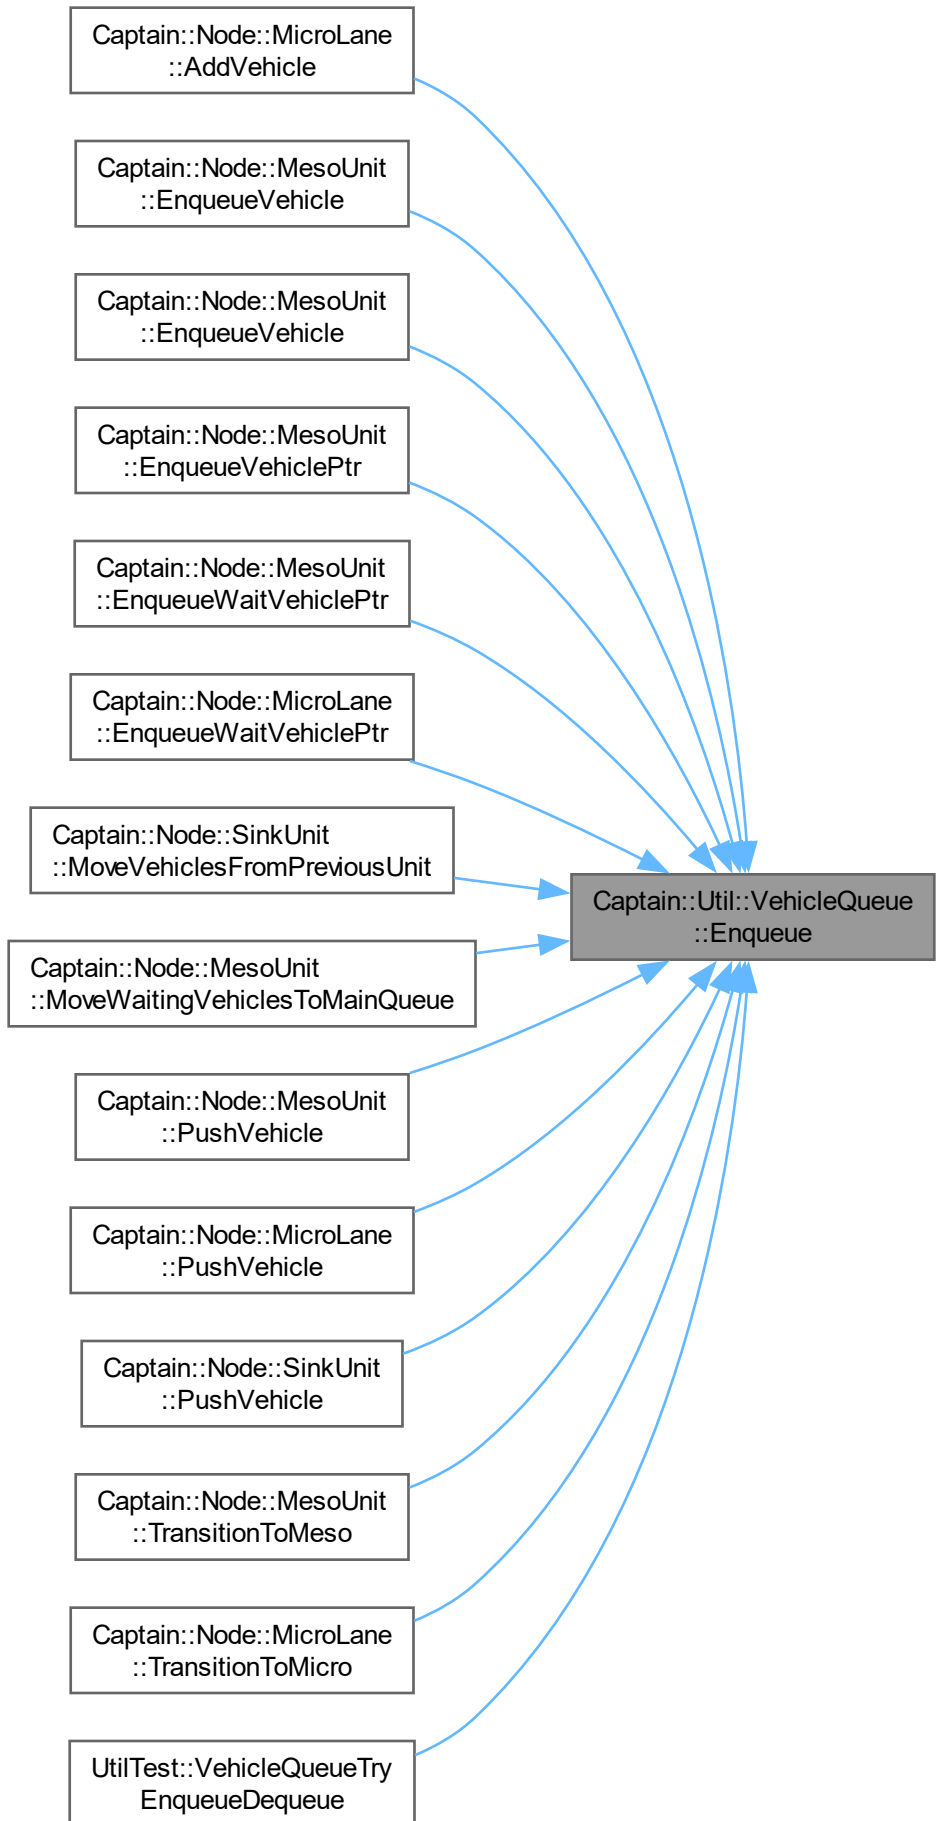 Captain::Node::MicroLane
::AddVehicle
Captain::Node::MesoUnit
::EnqueueVehicle
Captain::Node::MesoUnit
::EnqueueVehicle
Captain::Node::MesoUnit
::EnqueueVehiclePtr
Captain::Node::MesoUnit
::EnqueueWaitVehiclePtr
Captain::Node::MicroLane
::EnqueueWaitVehiclePtr
Captain::Node::SinkUnit
::MoveVehiclesFromPreviousUnit
Captain::Util::VehicleQueue
::Enqueue
Captain::Node::MesoUnit
::MoveWaitingVehiclesToMainQueue
Captain::Node::MesoUnit
::PushVehicle
Captain::Node::MicroLane
::PushVehicle
Captain::Node::SinkUnit
::PushVehicle
Captain::Node::MesoUnit
::TransitionToMeso
Captain::Node::MicroLane
::TransitionToMicro
UtilTest::VehicleQueueTry
EnqueueDequeue